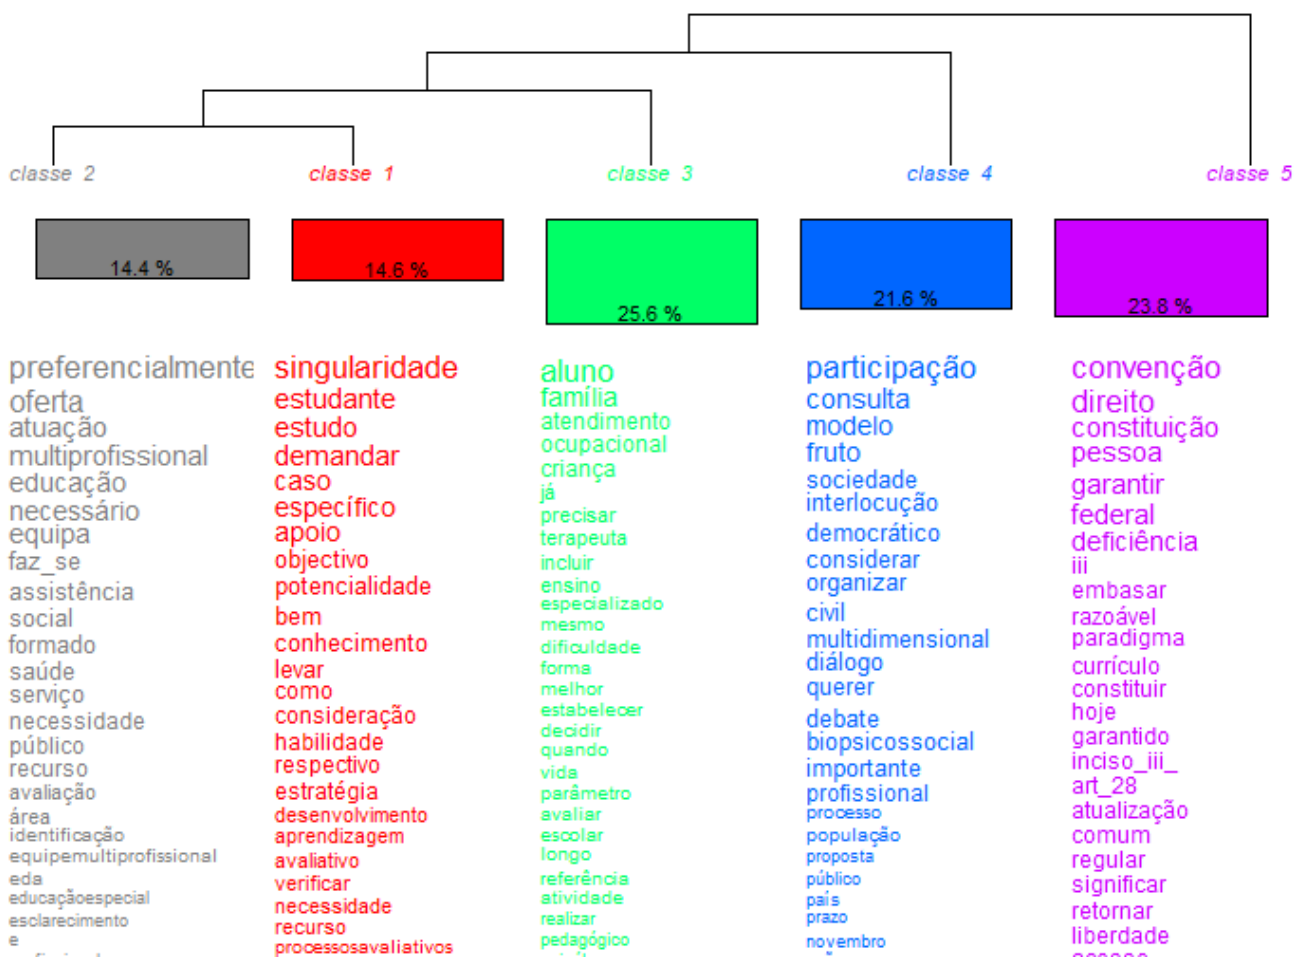 classe 2
classe 1
classe 3
classe 4
classe 5
14.4 %
14.6 %
25.6 %
21.6 %
23.8 %
preferencialmente
oferta
atuação
multiprofissional
educação
necessário
equipa
faz_se
assistência
social
formado
saúde
serviço
necessidade
público
recurso
avaliação
área
identificação
equipemultiprofissional
eda
educaçãoespecial
esclarecimento
e
singularidade
estudante
estudo
demandar
caso
específico
apoio
objectivo
potencialidade
bem
conhecimento
levar
como
consideração
habilidade
respectivo
estratégia
desenvolvimento
aprendizagem
avaliativo
verificar
necessidade
recurso
processosavaliativos
aluno
família
atendimento
ocupacional
criança
já
precisar
terapeuta
incluir
ensino
especializado
mesmo
dificuldade
forma
melhor
estabelecer
decidir
quando
vida
parâmetro
avaliar
escolar
longo
referência
atividade
realizar
pedagógico
participação
consulta
modelo
fruto
sociedade
interlocução
democrático
considerar
organizar
civil
multidimensional
diálogo
querer
debate
biopsicossocial
importante
profissional
processo
população
proposta
público
país
prazo
novembro
convenção
direito
constituição
pessoa
garantir
federal
deficiência
iii
embasar
razoável
paradigma
currículo
constituir
hoje
garantido
inciso_iii_
art_28
atualização
comum
regular
significar
retornar
liberdade